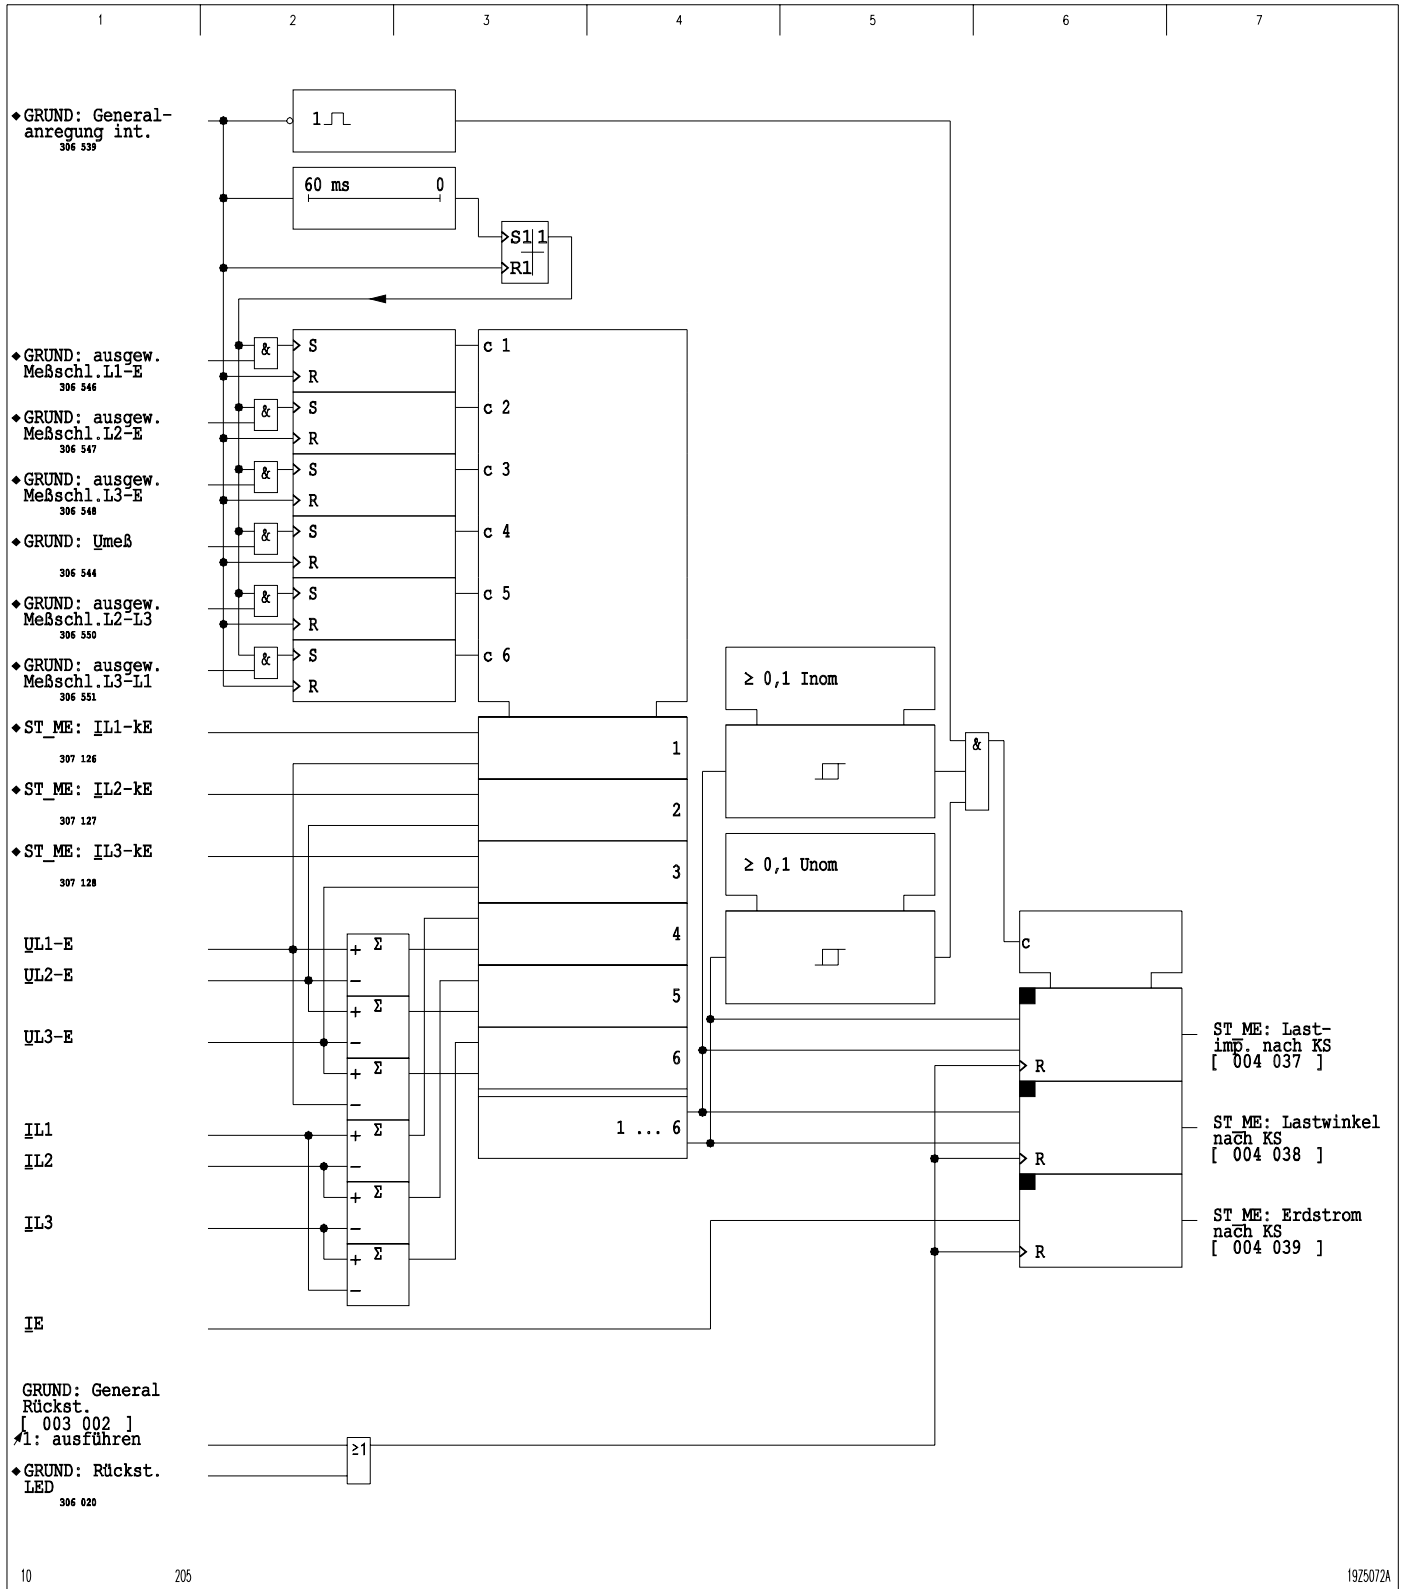 1 2 3 4 5 6 7
◆GRUND: General-
anregung int.
306 539
1
60 ms 0
S1 1
R1
◆GRUND: ausgew.
Meßschl.L1-E
306 546
& S c 1
R
◆GRUND: ausgew.
Meßschl.L2-E
306 547
& S c 2
R
◆GRUND: ausgew.
Meßschl.L3-E
306 548
& S c 3
R
◆GRUND: Umeß
306 544
& S c 4
R
◆GRUND: ausgew.
Meßschl.L2-L3
306 550
& S c 5
R
◆GRUND: ausgew.
Meßschl.L3-L1
306 551
& S c 6
R
≥ 0,1 Inom
◆ST_ME: IL1-kE
307 126
1
&
◆ST_ME: IL2-kE
307 127
2
◆ST_ME: IL3-kE
307 128
3
≥ 0,1 Unom
4
5
6
1 ... 6
UL1-E
+ Σ
UL2-E
−
+ Σ
UL3-E
−
+ Σ
−
IL1
+ Σ
IL2
−
+ Σ
IL3
−
+ Σ
−
IE
c
R
ST_ME: Last-
imp. nach KS
[ 004 037 ]
R
ST_ME: Lastwinkel
nach KS
[ 004 038 ]
R
ST_ME: Erdstrom
nach KS
[ 004 039 ]
GRUND: General
Rückst.
[ 003 002 ]
1: ausführen
≥1
◆GRUND: Rückst.
LED
306 020
10 205 19Z5072A